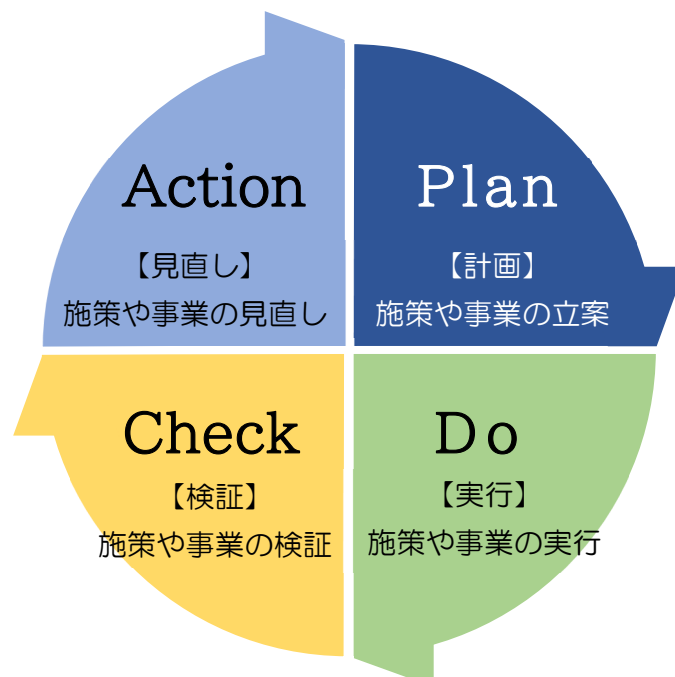 Action
【見直し】
施策や事業の見直し
Plan
【計画】
施策や事業の立案
Check
【検証】
施策や事業の検証
Do
【実行】
施策や事業の実行